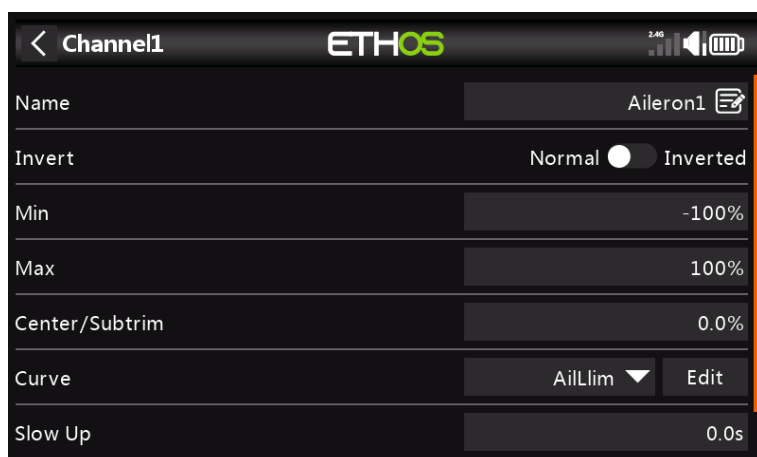 Channel1 ETHOS 2.4G
Name Aileron1
Invert Normal Inverted
Min -100%
Max 100%
Center/Subtrim 0.0%
Curve AilLlim Edit
Slow Up 0.0s